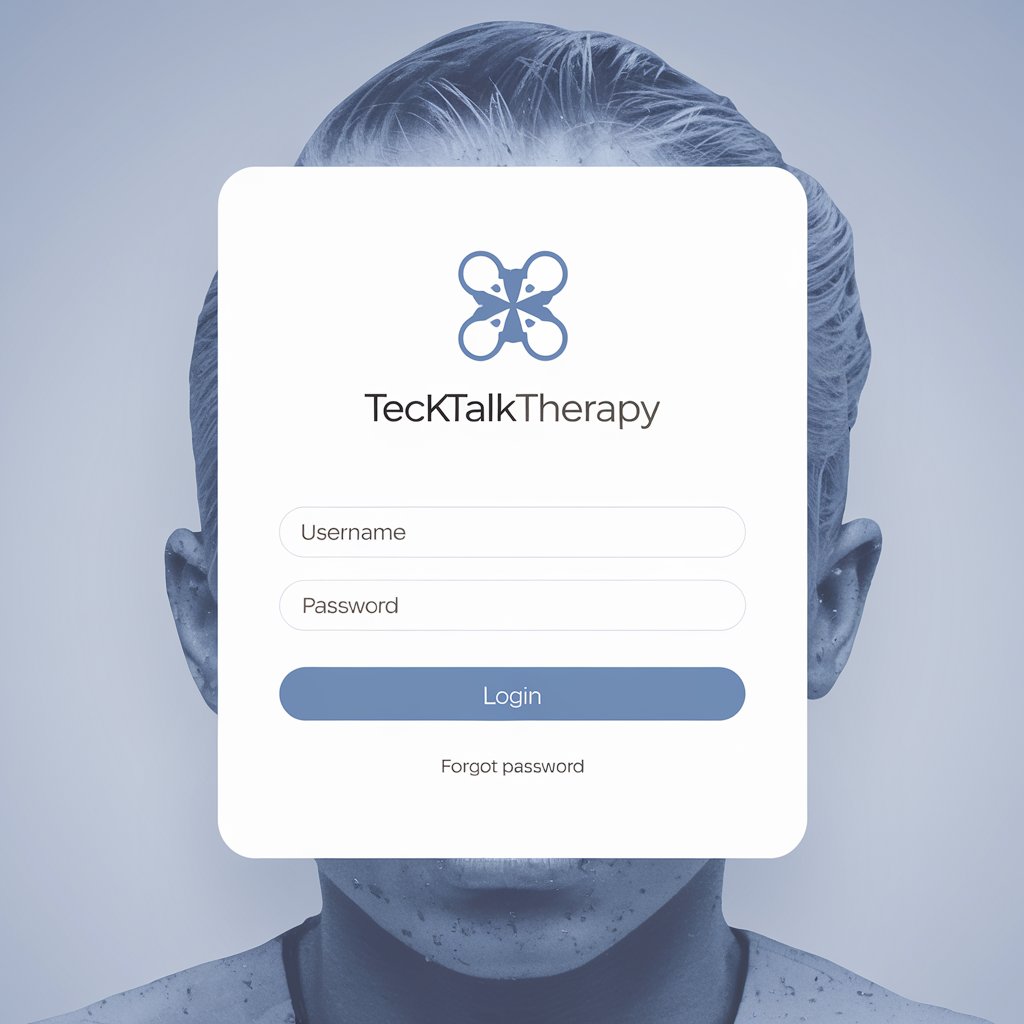 TecKTalkTherapy
Username
Password
Login
Forgot password